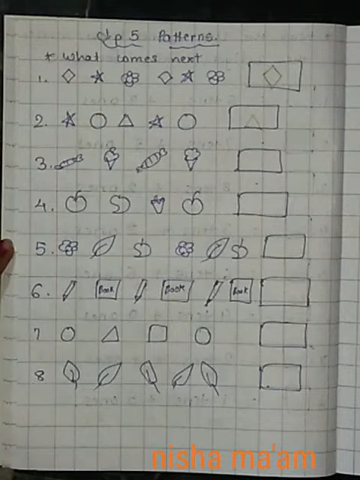 Chp 5 Patterns.
* What comes next
1.
2.
3.
4.
5.
6. Book Book Book
7
8
nisha ma'am